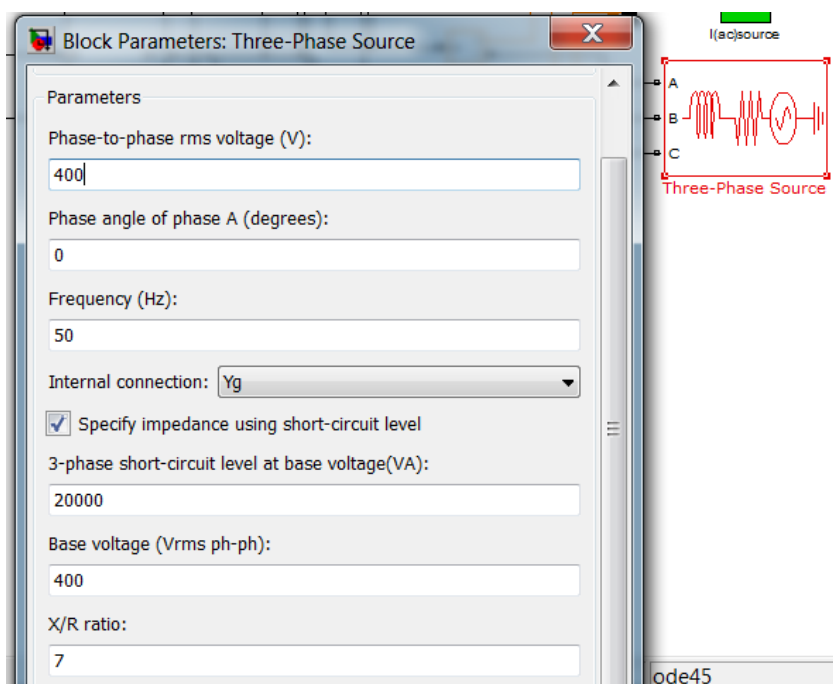 Block Parameters: Three-Phase Source
X
I(ac)source
Parameters
Phase-to-phase rms voltage (V):
400
Phase angle of phase A (degrees):
0
Frequency (Hz):
50
Internal connection: Yg
Specify impedance using short-circuit level
3-phase short-circuit level at base voltage(VA):
20000
Base voltage (Vrms ph-ph):
400
X/R ratio:
7
A
B
C
Three-Phase Source
ode45